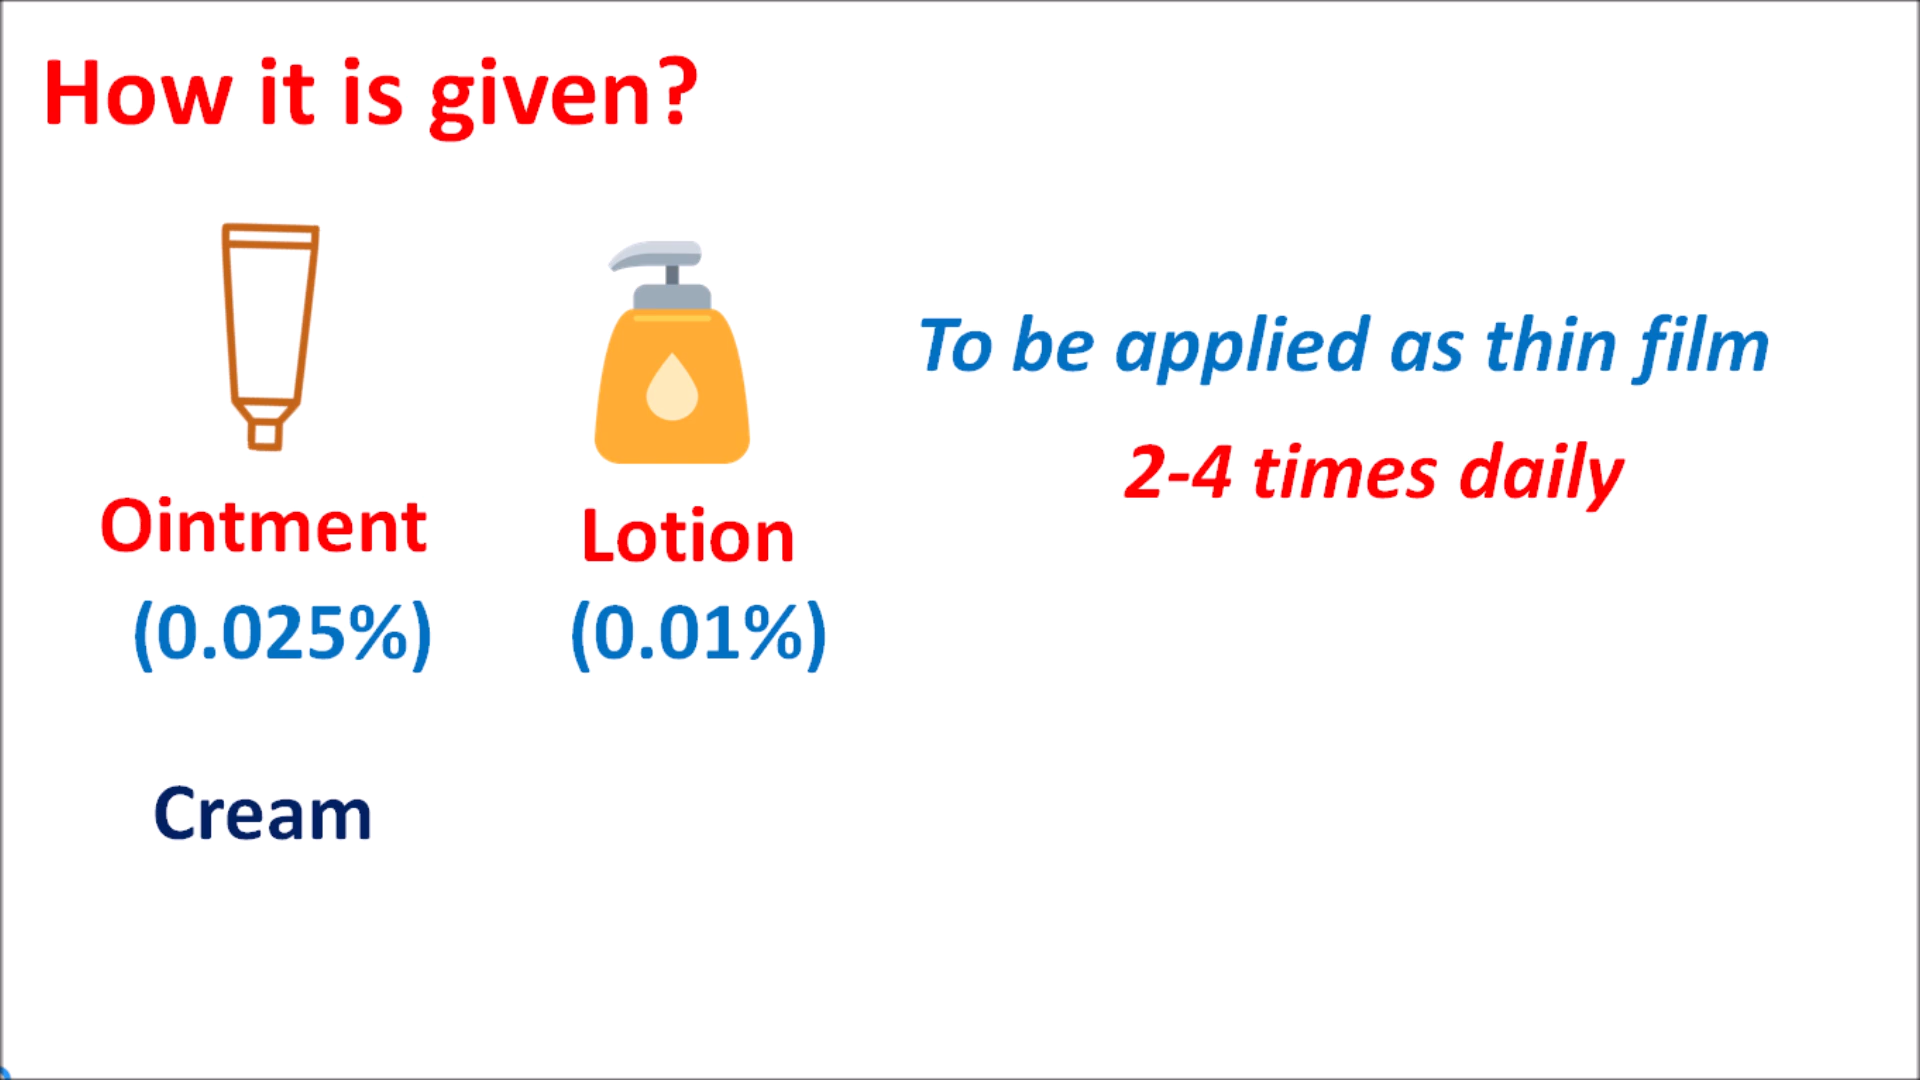 How it is given?
To be applied as thin film
2-4 times daily
Ointment
(0.025%)
Lotion
(0.01%)
Cream